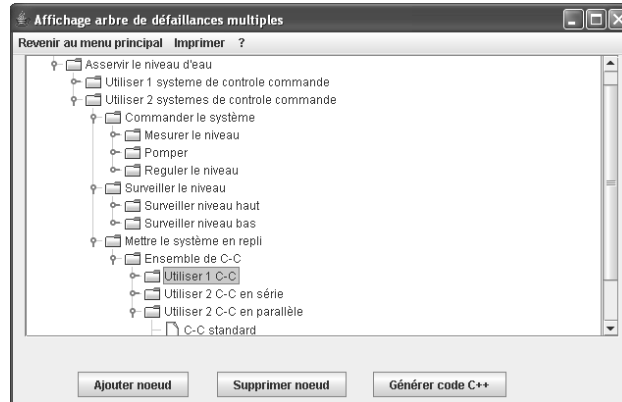 Affichage arbre de défaillances multiples
Revenir au menu principal Imprimer ?
Asservir le niveau d'eau
Utiliser 1 systeme de controle commande
Utiliser 2 systemes de controle commande
Commander le système
Mesurer le niveau
Pomper
Reguler le niveau
Surveiller le niveau
Surveiller niveau haut
Surveiller niveau bas
Mettre le système en repli
Ensemble de C-C
Utiliser 1 C-C
Utiliser 2 C-C en série
Utiliser 2 C-C en parallèle
C-C standard
Ajouter noeud Supprimer noeud Générer code C++